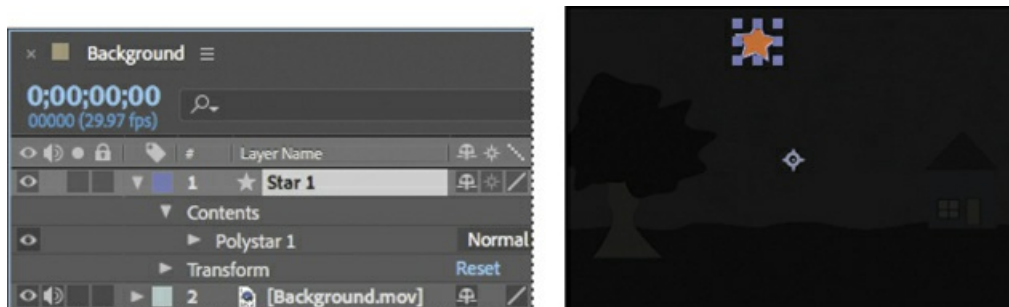 Background
0;00;00;00
00000 (29.97 fps)
# Layer Name
1 Star 1
Contents
Polystar 1 Normal
Transform Reset
2 [Background.mov]